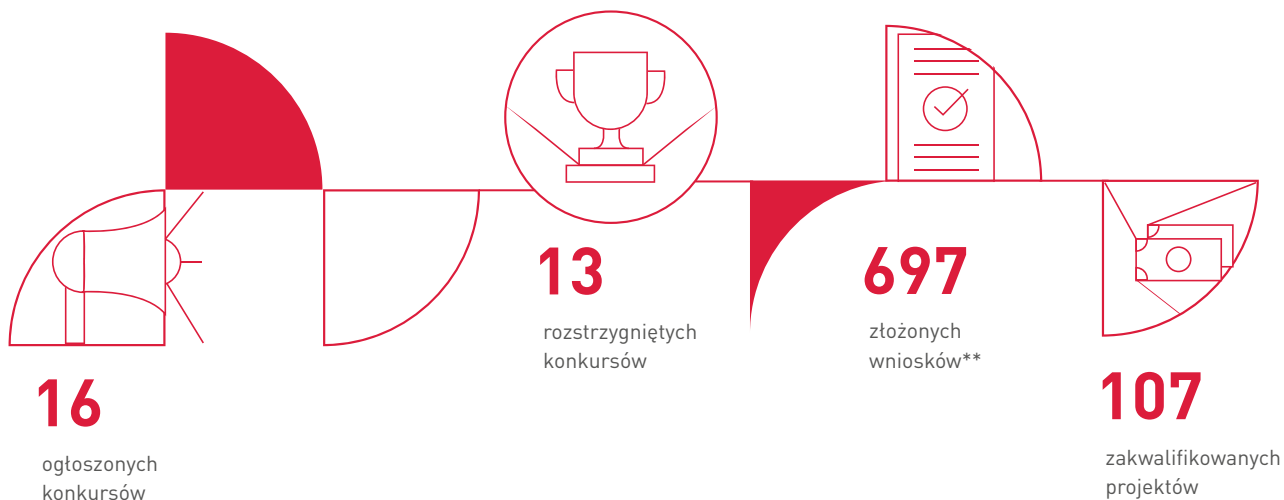 16
ogłoszonych
konkursów
13
rozstrzygniętych
konkursów
697
złożonych
wniosków**
107
zakwalifikowanych
projektów